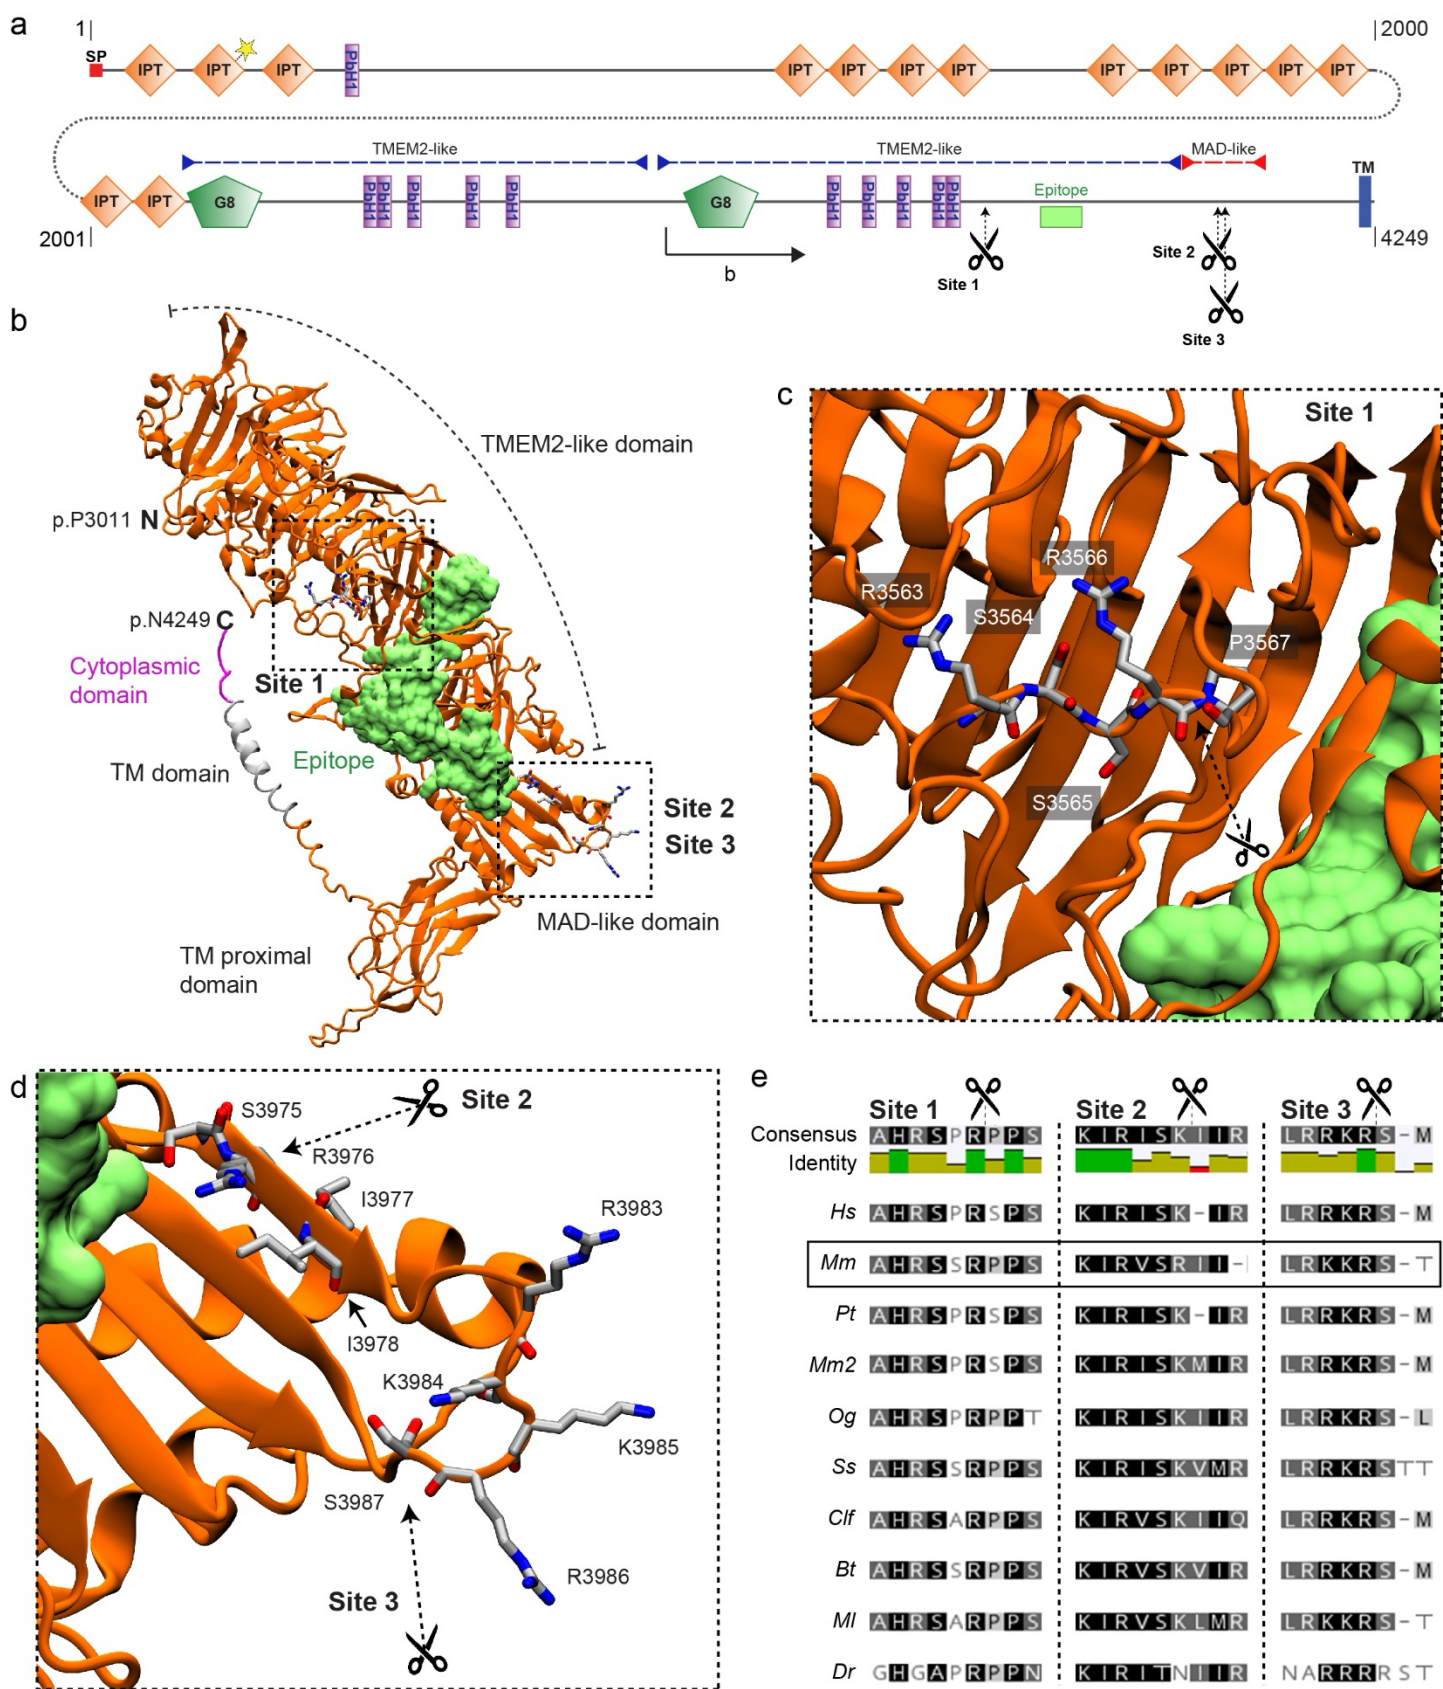 a
1
2000
SP
IPT
IPT
IPT
PbH1
IPT
IPT
IPT
IPT
IPT
IPT
IPT
IPT
IPT
TMEM2-like
TMEM2-like
MAD-like
TM
IPT
IPT
G8
PbH1
PbH1
PbH1
PbH1
PbH1
G8
PbH1
PbH1
PbH1
PbH1
PbH1
Epitope
2001
4249
b
Site 1
Site 2
Site 3
b
TMEM2-like domain
p.P3011 N
p.N4249 C
Cytoplasmic
domain
Site 1
TM domain
Epitope
Site 2
Site 3
MAD-like domain
TM proximal
domain
c
Site 1
R3566
R3563
S3564
P3567
S3565
d
Site 2
S3975
R3976
I3977
R3983
I3978
K3984
K3985
S3987
R3986
Site 3
e
Site 1 Site 2 Site 3
Consensus AHRSPRPPS KIRISKIIR LRRKRS-M
Identity
Hs AHRSPRSPS KIRISK-IR LRRKRS-M
Mm AHRSSRPPS KIRVSRII- LRKKRS-T
Pt AHRSPRSPS KIRISK-IR LRRKRS-M
Mm2 AHRSPRSPS KIRISKMIR LRRKRS-M
Og AHRSPRPPT KIRISKIIR LRRKRS-L
Ss AHRSSRPPS KIRISKVMR LRRKRSTT
Clf AHRSARPPS KIRVSKIIQ LRRKRS-M
Bt AHRSSRPPS KIRVSKVIR LRRKRS-M
Ml AHRSARPPS KIRVSKLMR LRKKRS-T
Dr GHGAPRPPN KIRITNIIR NARRRRST